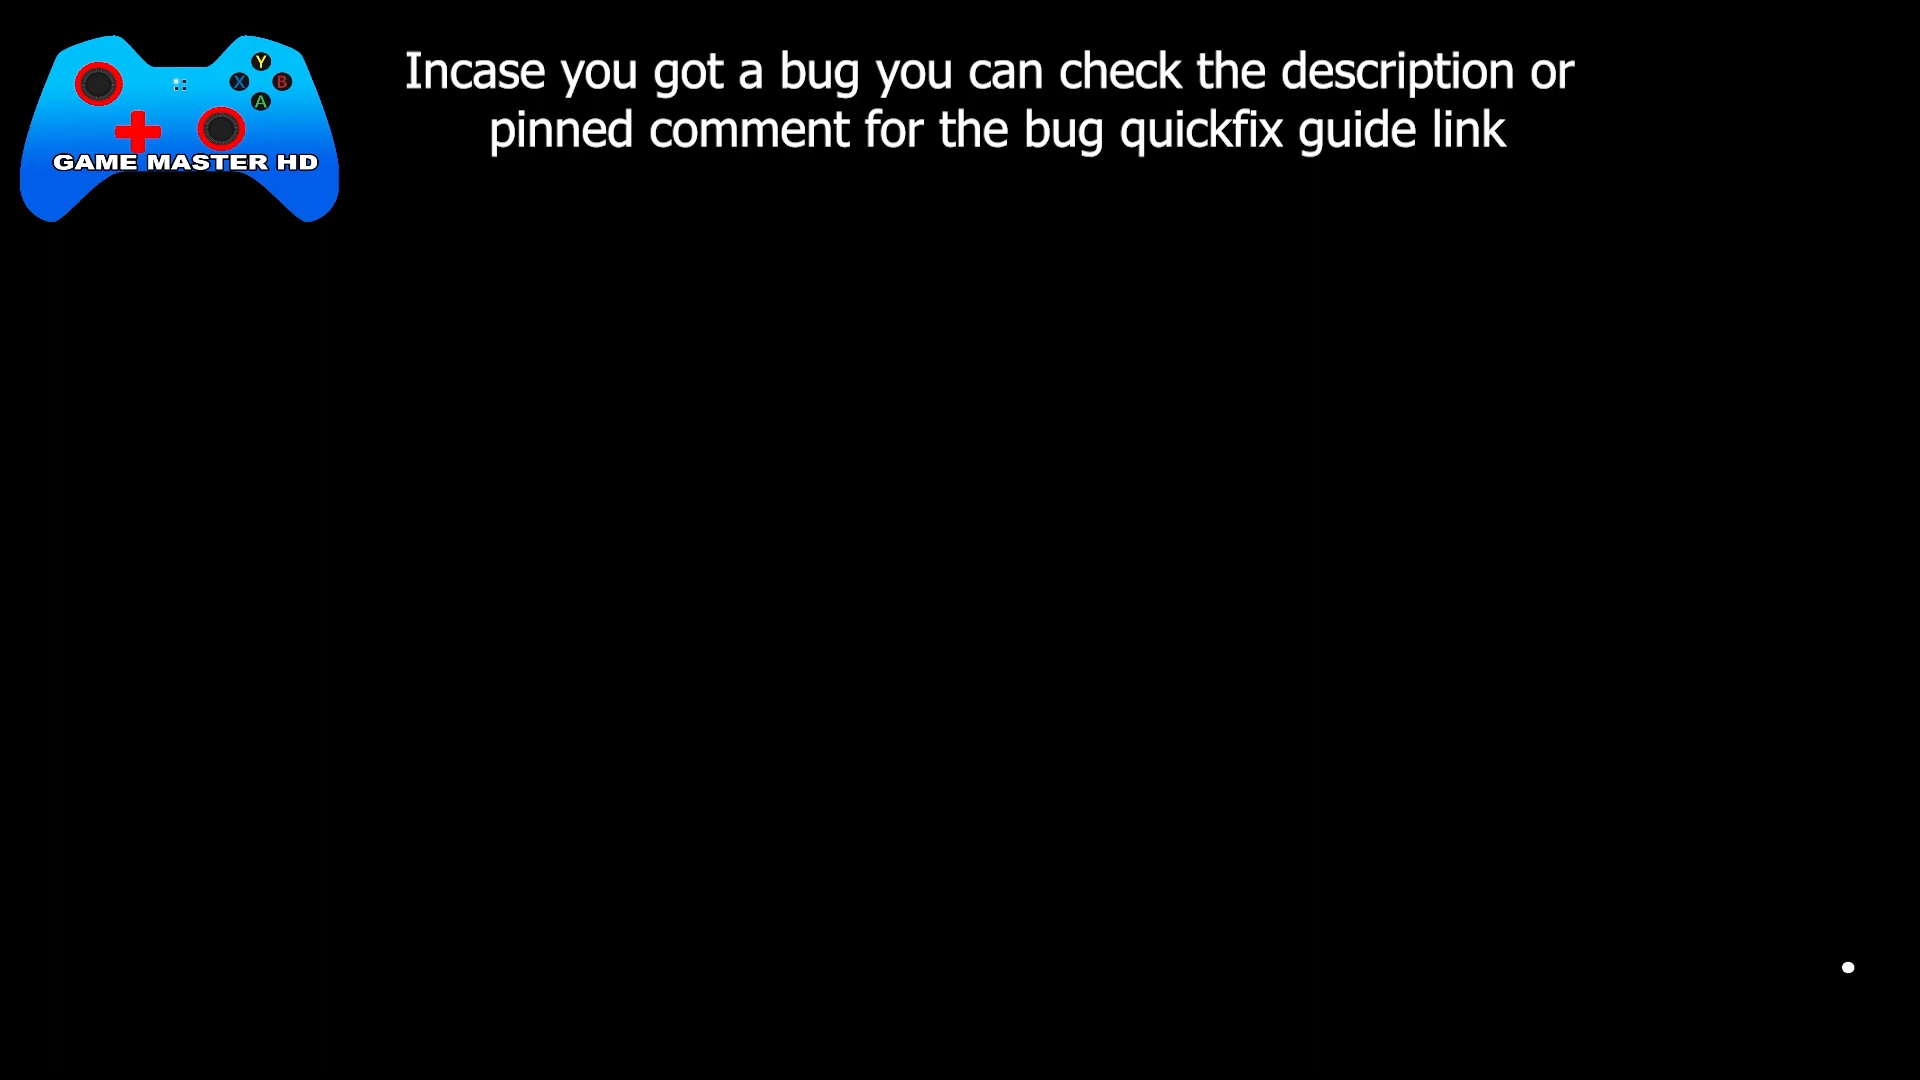 Incase you got a bug you can check the description or
pinned comment for the bug quickfix guide link
Y
X B
A
GAME MASTER HD